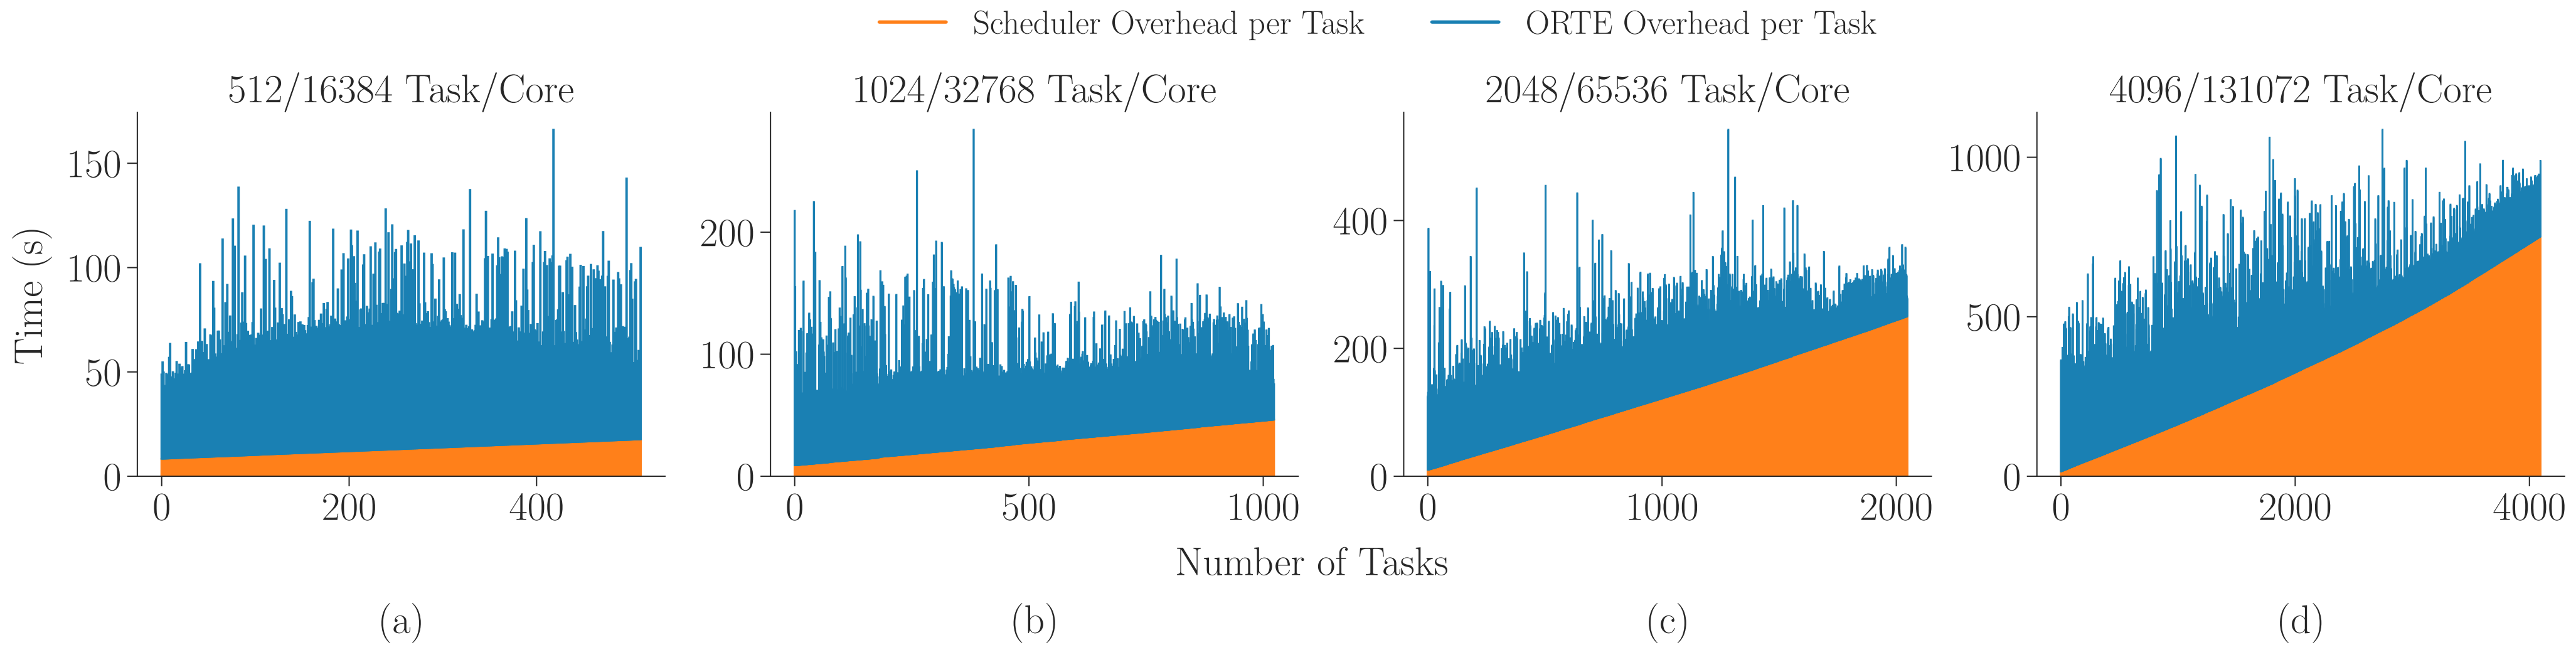 Scheduler Overhead per Task
ORTE Overhead per Task
512/16384 Task/Core
1024/32768 Task/Core
2048/65536 Task/Core
4096/131072 Task/Core
Time (s)
150
100
50
0
0
200
400
200
100
0
0
500
1000
400
200
0
0
1000
2000
1000
500
0
0
2000
4000
Number of Tasks
(a)
(b)
(c)
(d)